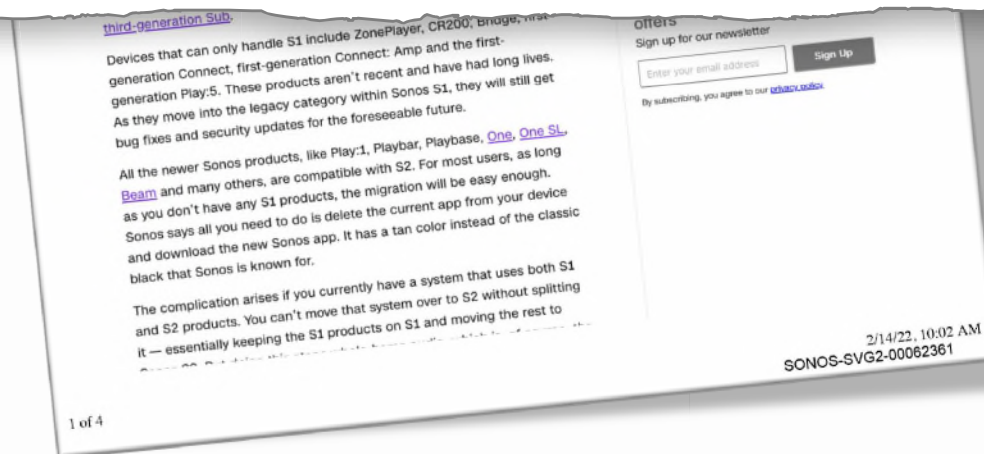 third-generation Sub.
Devices that can only handle S1 include ZonePlayer, CR200, Bridge, first-
generation Connect, first-generation Connect: Amp and the first-
generation Play:5. These products aren't recent and have had long lives.
As they move into the legacy category within Sonos S1, they will still get
bug fixes and security updates for the foreseeable future.
All the newer Sonos products, like Play:1, Playbar, Playbase, One, One SL,
Beam and many others, are compatible with S2. For most users, as long
as you don't have any S1 products, the migration will be easy enough.
Sonos says all you need to do is delete the current app from your device
and download the new Sonos app. It has a tan color instead of the classic
black that Sonos is known for.
The complication arises if you currently have a system that uses both S1
and S2 products. You can't move that system over to S2 without splitting
it — essentially keeping the S1 products on S1 and moving the rest to
offers
Sign up for our newsletter
Enter your email address
Sign Up
By subscribing, you agree to our privacy policy
2/14/22, 10:02 AM
SONOS-SVG2-00062361
1 of 4